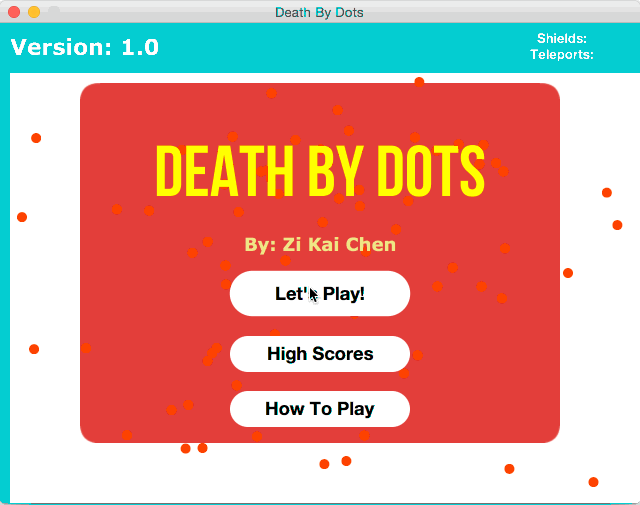 Death By Dots
Version: 1.0
Shields:
Teleports:
DEATH BY DOTS
By: Zi Kai Chen
Let's Play!
High Scores
How To Play